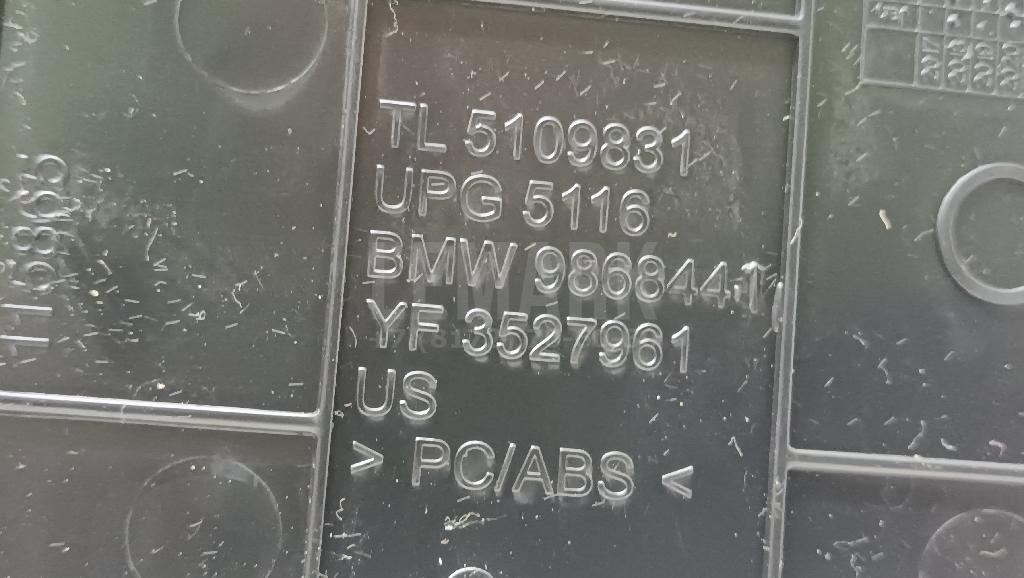 TL 5109831
UPG 5116
BMW 9868441
YF 3527961
US
> PC/ABS <